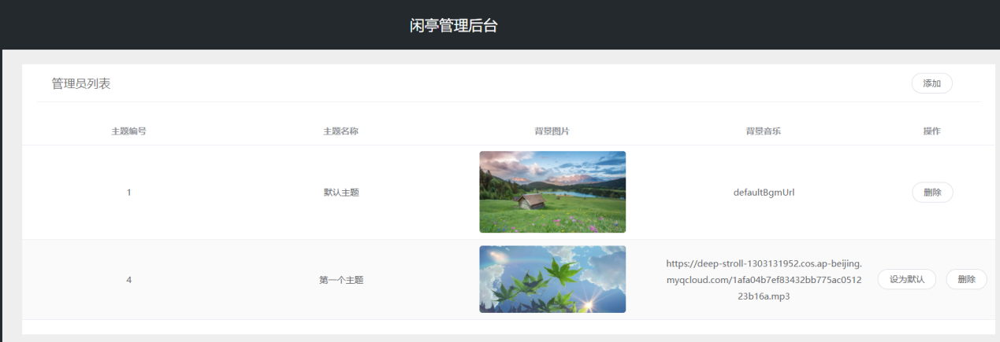 闲亭管理后台
管理员列表
添加
主题编号 主题名称 背景图片 背景音乐 操作
1 默认主题 defaultBgmUrl 删除
4 第一个主题 https://deep-stroll-1303131952.cos.ap-beijing.
myqcloud.com/1afa04b7ef83432bb775ac0512
23b16a.mp3
设为默认 删除